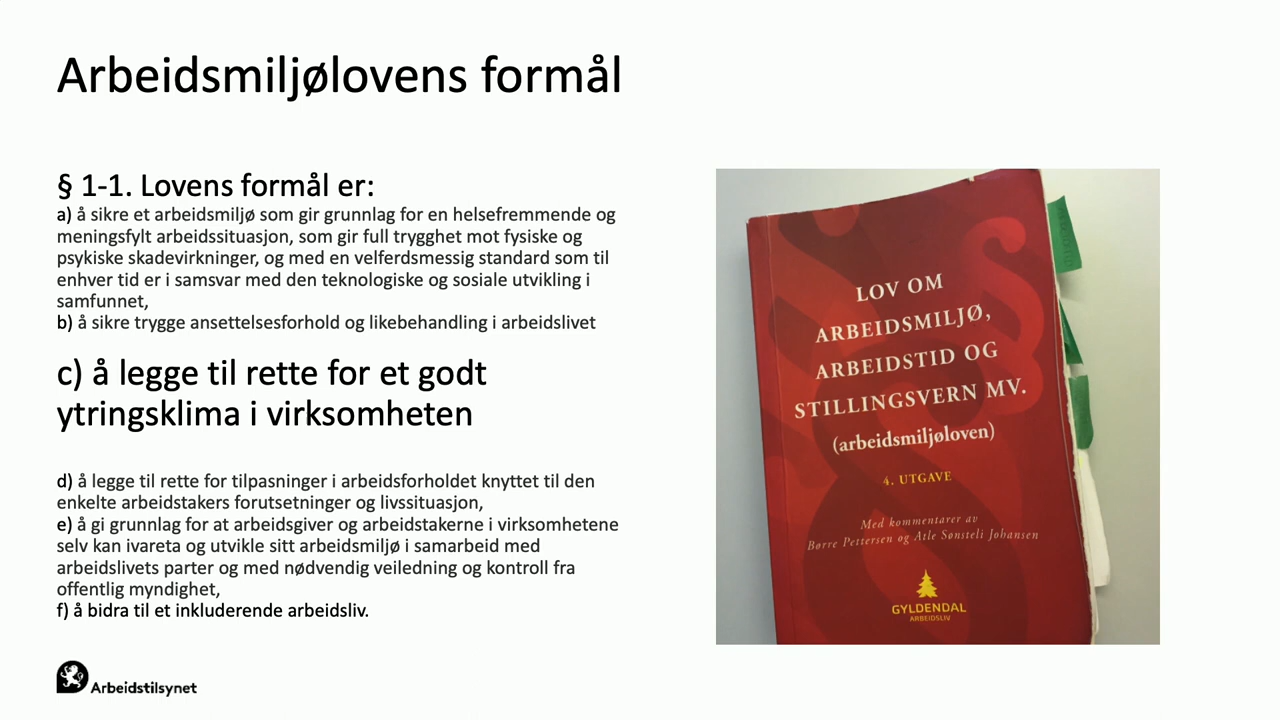 Arbeidsmiljølovens formål
§ 1-1. Lovens formål er:
a) å sikre et arbeidsmiljø som gir grunnlag for en helsefremmende og
meningsfylt arbeidssituasjon, som gir full trygghet mot fysiske og
psykiske skadevirkninger, og med en velferdsmessig standard som til
enhver tid er i samsvar med den teknologiske og sosiale utvikling i
samfunnet,
b) å sikre trygge ansettelsesforhold og likebehandling i arbeidslivet
c) å legge til rette for et godt
ytringsklima i virksomheten
d) å legge til rette for tilpasninger i arbeidsforholdet knyttet til den
enkelte arbeidstakers forutsetninger og livssituasjon,
e) å gi grunnlag for at arbeidsgiver og arbeidstakerne i virksomhetene
selv kan ivareta og utvikle sitt arbeidsmiljø i samarbeid med
arbeidslivets parter og med nødvendig veiledning og kontroll fra
offentlig myndighet,
f) å bidra til et inkluderende arbeidsliv.
Arbeidstilsynet
LOV OM
ARBEIDSMILJØ,
ARBEIDSTID OG
STILLINGSVERN MV.
(arbeidsmiljøloven)
4. UTGAVE
Med kommentarer av
Børre Pettersen og Atle Sønsteli Johansen
GYLDENDAL
ARBEIDSLIV